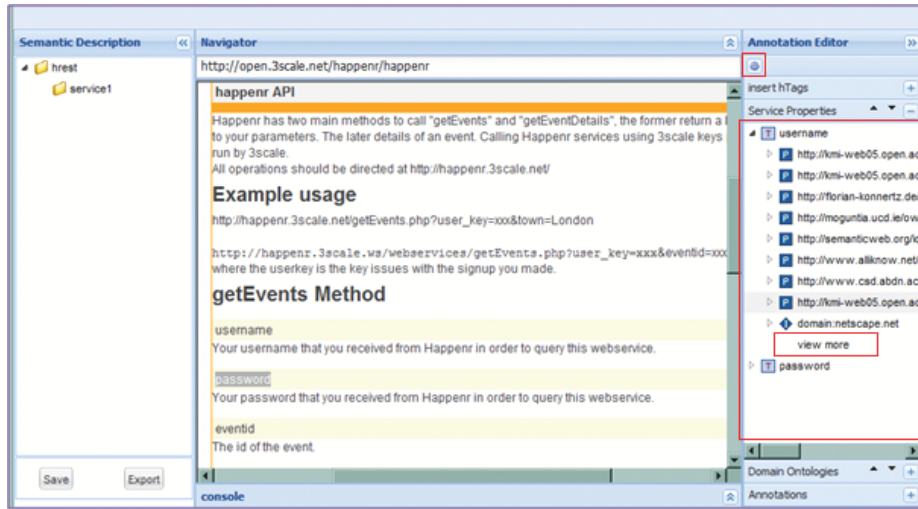 Semantic Description
hrest
service1
Save
Export
Navigator
http://open.3scale.net/happenr/happenr
happenr API
Happenr has two main methods to call "getEvents" and "getEventDetails", the former return a
to your parameters. The later details of an event. Calling Happenr services using 3scale keys
run by 3scale.
All operations should be directed at http://happenr.3scale.net/
Example usage
http://happenr.3scale.net/getEvents.php?user_key=xxx&town=London
http://happenr.3scale.ws/webservices/getEvents.php?user_key=xxx&eventid=xxx
where the userkey is the key issues with the signup you made.
getEvents Method
username
Your username that you received from Happenr in order to query this webservice.
password
Your password that you received from Happenr in order to query this webservice.
eventid
The id of the event.
console
Annotation Editor
insert hTags
Service Properties
T username
P http://kmi-web05.open.ac
P http://kmi-web05.open.ac
P http://florian-konnertz.de/
P http://moguntia.ucd.ie/ow
P http://semanticweb.org/ic
P http://www.alliknow.net/
P http://www.csd.abdn.ac
P http://kmi-web05.open.ac
I domain:netscape.net
view more
T password
Domain Ontologies
Annotations